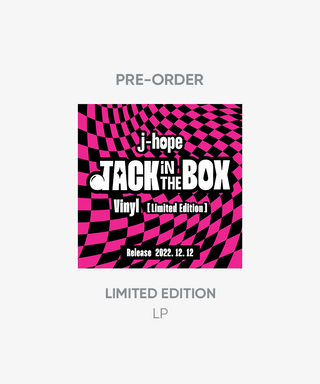 PRE-ORDER
j-hope
JACK IN THE BOX
Vinyl [Limited Edition]
Release 2022. 12. 12
LIMITED EDITION
LP